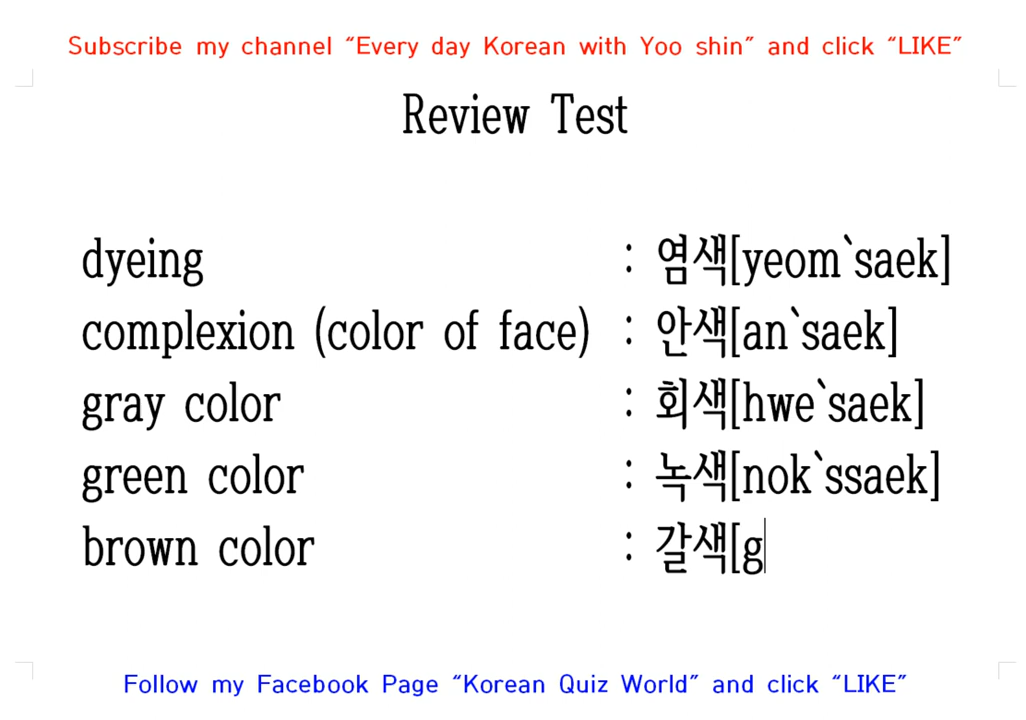 Subscribe my channel “Every day Korean with Yoo shin” and click “LIKE”
Review Test
dyeing : 염색[yeom`saek]
complexion (color of face) : 안색[an`saek]
gray color : 회색[hwe`saek]
green color : 녹색[nok`ssaek]
brown color : 갈색[g
Follow my Facebook Page “Korean Quiz World” and click “LIKE”